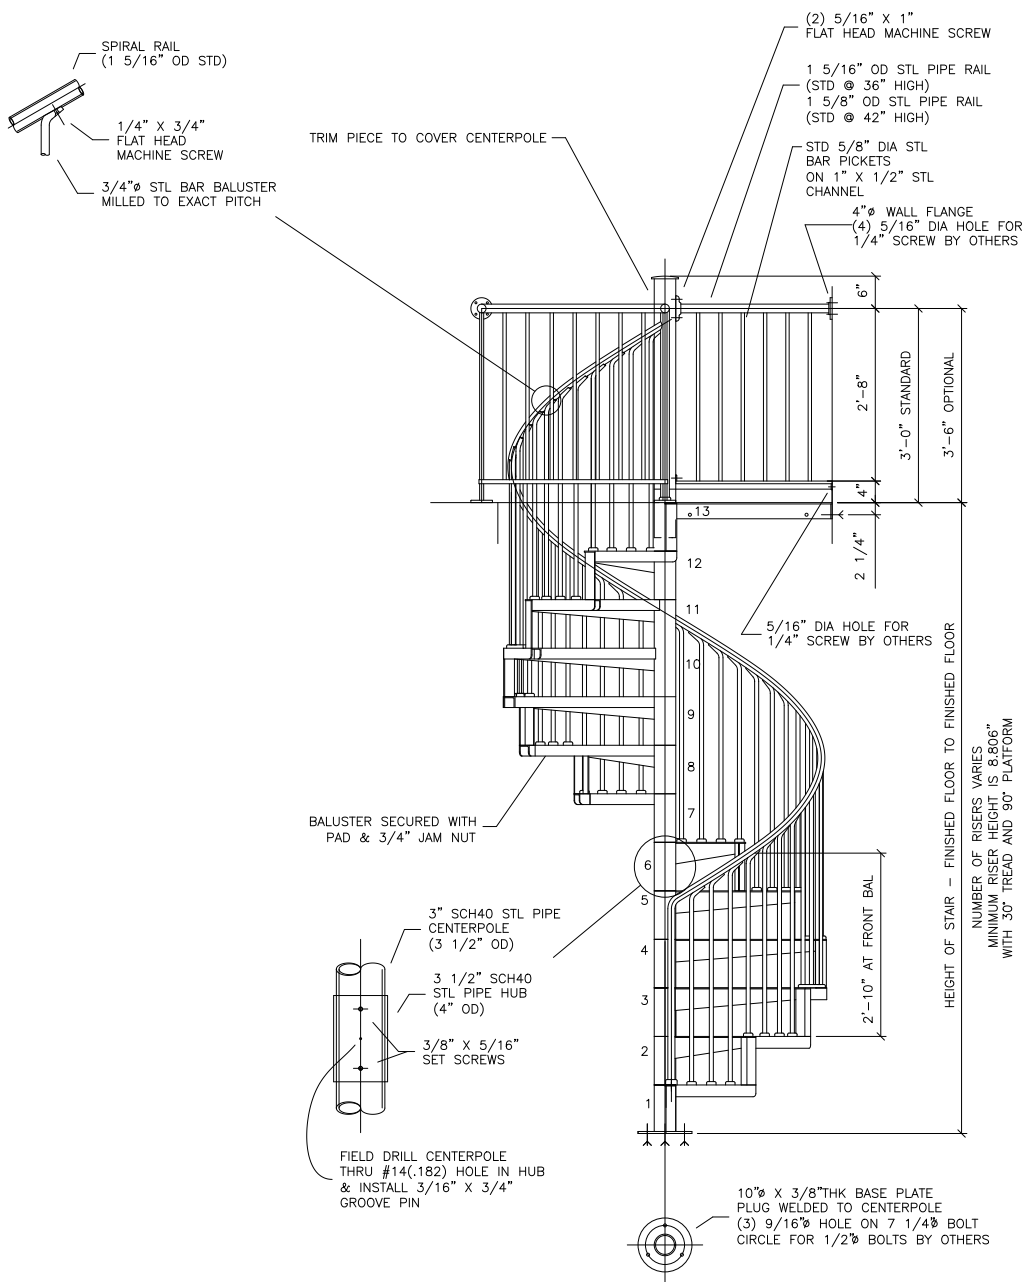 (2) 5/16" X 1"
FLAT HEAD MACHINE SCREW
SPIRAL RAIL
(1 5/16" OD STD)
1 5/16" OD STL PIPE RAIL
(STD @ 36" HIGH)
1 5/8" OD STL PIPE RAIL
(STD @ 42" HIGH)
1/4" X 3/4"
FLAT HEAD
MACHINE SCREW
TRIM PIECE TO COVER CENTERPOLE
STD 5/8" DIA STL
BAR PICKETS
ON 1" X 1/2" STL
CHANNEL
3/4"ø STL BAR BALUSTER
MILLED TO EXACT PITCH
4"ø WALL FLANGE
(4) 5/16" DIA HOLE FOR
1/4" SCREW BY OTHERS
6"
2'-8"
3'-0" STANDARD
3'-6" OPTIONAL
4"
2 1/4"
13
12
11
10
9
8
7
6
5
4
3
2
1
5/16" DIA HOLE FOR
1/4" SCREW BY OTHERS
BALUSTER SECURED WITH
PAD & 3/4" JAM NUT
HEIGHT OF STAIR - FINISHED FLOOR TO FINISHED FLOOR
NUMBER OF RISERS VARIES
MINIMUM RISER HEIGHT IS 8.806"
WITH 30° TREAD AND 90° PLATFORM
2'-10" AT FRONT BAL
3" SCH40 STL PIPE
CENTERPOLE
(3 1/2" OD)
3 1/2" SCH40
STL PIPE HUB
(4" OD)
3/8" X 5/16"
SET SCREWS
FIELD DRILL CENTERPOLE
THRU #14(.182) HOLE IN HUB
& INSTALL 3/16" X 3/4"
GROOVE PIN
10"ø X 3/8"THK BASE PLATE
PLUG WELDED TO CENTERPOLE
(3) 9/16"ø HOLE ON 7 1/4"ø BOLT
CIRCLE FOR 1/2"ø BOLTS BY OTHERS